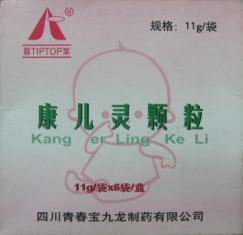 规格：11g/袋
®
TIPTOP
康儿灵颗粒
Kang er Ling Ke Li
11g/袋x6袋/盒
四川青春宝九龙制药有限公司